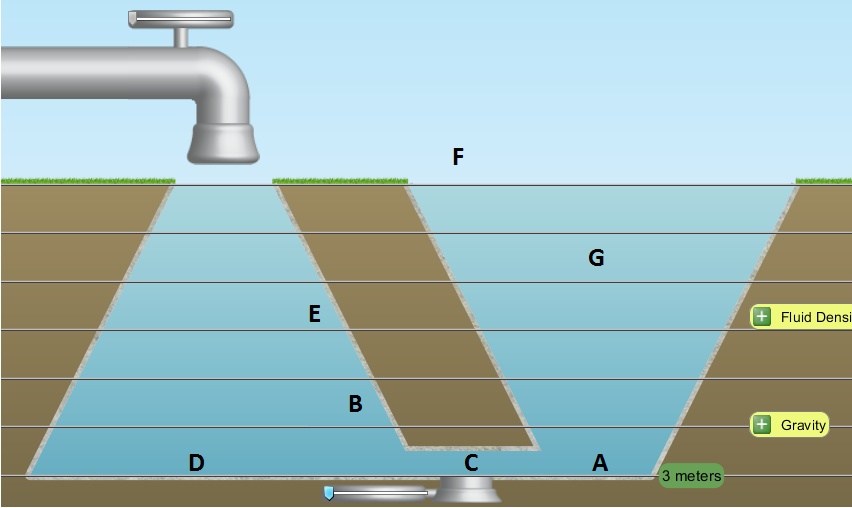 F
G
E
+ Fluid Densi
B
+ Gravity
D
C
A
3 meters